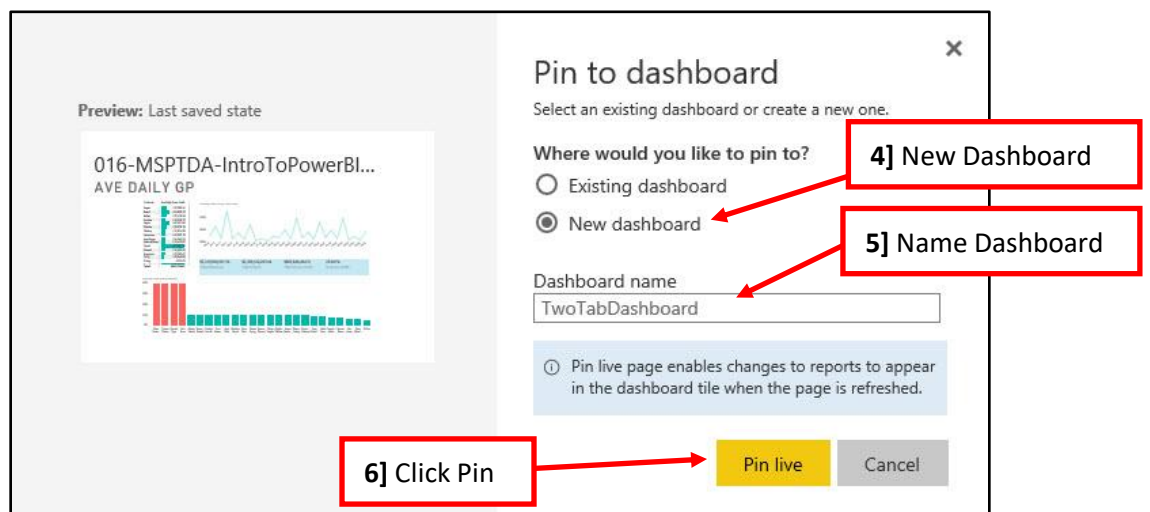 Pin to dashboard
Preview: Last saved state
Select an existing dashboard or create a new one.
016-MSPTDA-IntroToPowerBI...
AVE DAILY GP
Where would you like to pin to?
4] New Dashboard
Existing dashboard
New dashboard
5] Name Dashboard
Dashboard name
TwoTabDashboard
Pin live page enables changes to reports to appear
in the dashboard tile when the page is refreshed.
6] Click Pin
Pin live
Cancel